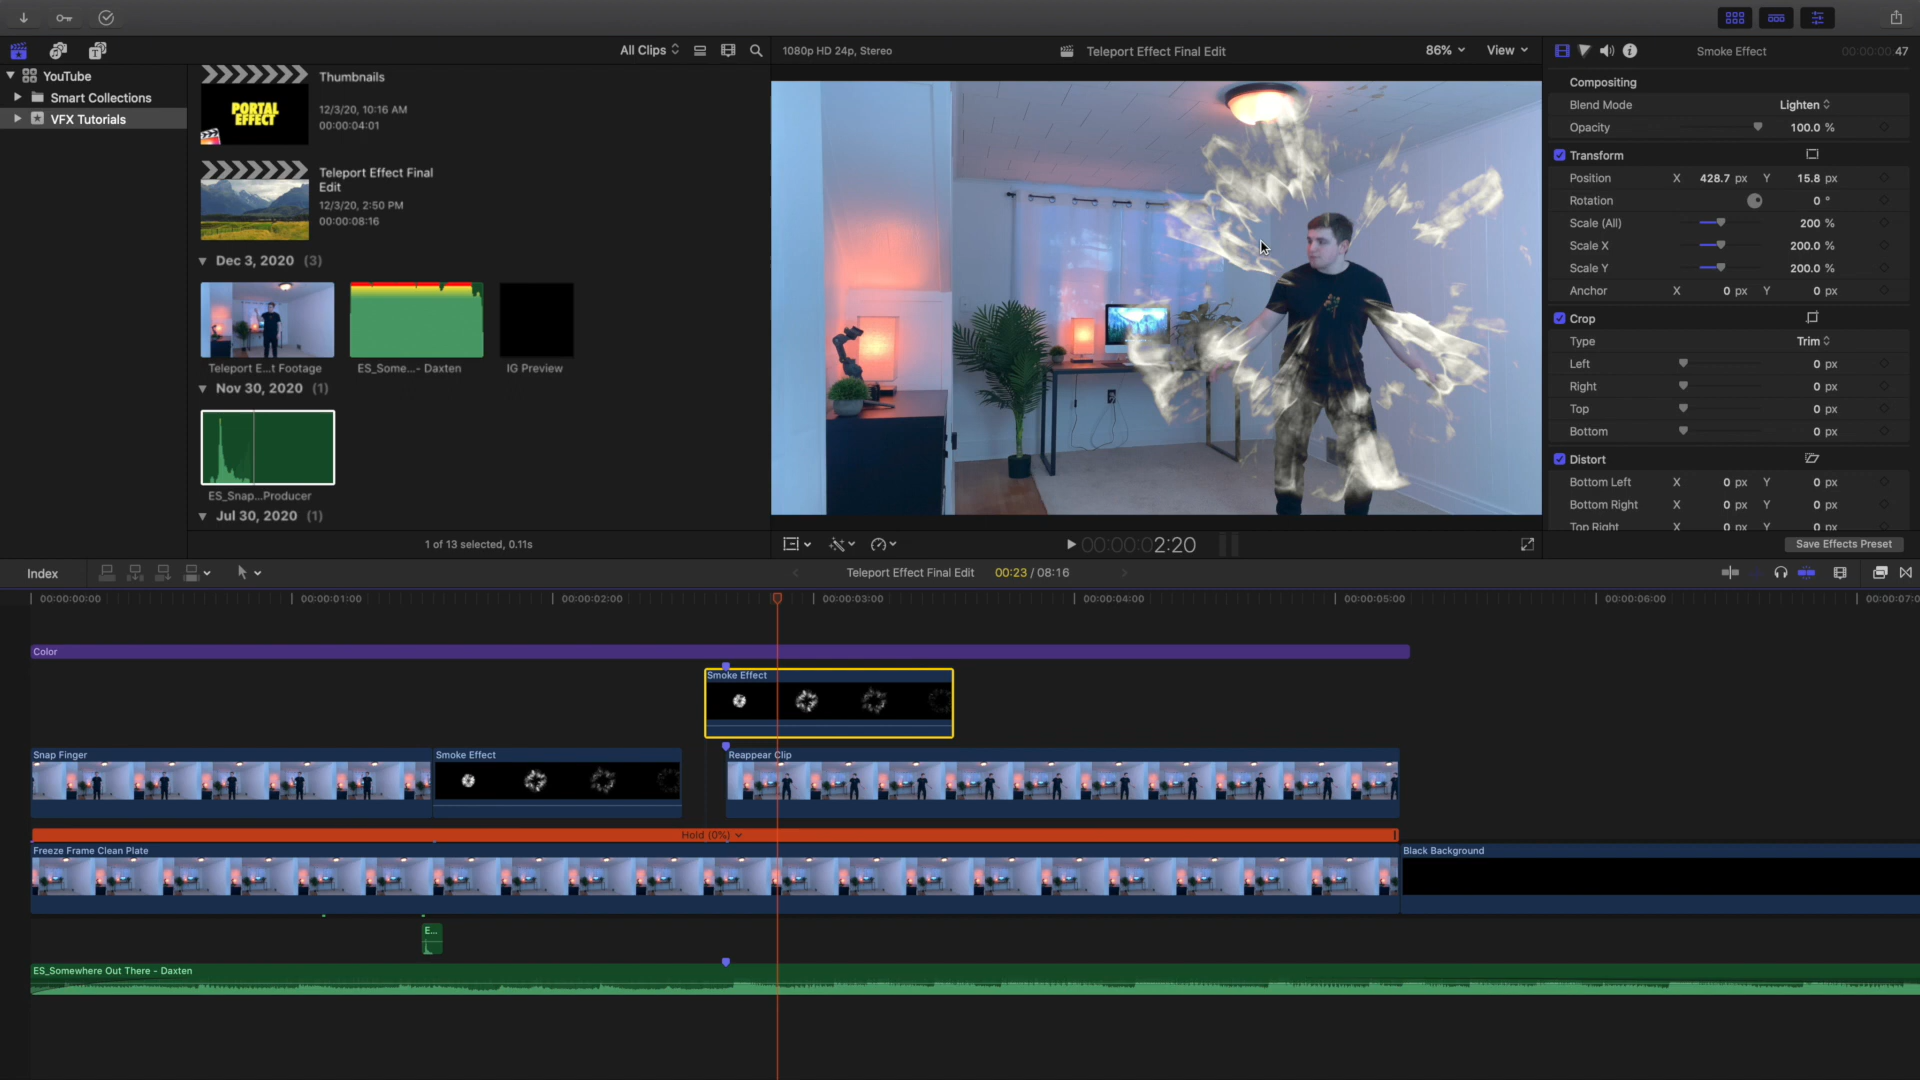 All Clips
1080p HD 24p, Stereo
Teleport Effect Final Edit
86%
View
Smoke Effect
00:00:00:00 47
YouTube
Smart Collections
VFX Tutorials
Thumbnails
12/3/20, 10:16 AM
00:00:04:01
PORTAL
EFFECT
Teleport Effect Final
Edit
12/3/20, 2:50 PM
00:00:08:16
Dec 3, 2020 (3)
Teleport E...t Footage
ES_Some...- Daxten
IG Preview
Nov 30, 2020 (1)
ES_Snap...Producer
Jul 30, 2020 (1)
1 of 13 selected, 0.11s
00:00:02:20
Compositing
Blend Mode Lighten
Opacity 100.0 %
Transform
Position X 428.7 px Y 15.8 px
Rotation 0 °
Scale (All) 200 %
Scale X 200.0 %
Scale Y 200.0 %
Anchor X 0 px Y 0 px
Crop
Type Trim
Left 0 px
Right 0 px
Top 0 px
Bottom 0 px
Distort
Bottom Left X 0 px Y 0 px
Bottom Right X 0 px Y 0 px
Top Right X 0 px Y 0 px
Save Effects Preset
Index
Teleport Effect Final Edit 00:23 / 08:16
00:00:00:00 00:00:01:00 00:00:02:00 00:00:03:00 00:00:04:00 00:00:05:00 00:00:06:00 00:00:07:0
Color
Smoke Effect
Snap Finger
Smoke Effect
Reappear Clip
Hold (0%)
Freeze Frame Clean Plate
Black Background
E...
ES_Somewhere Out There - Daxten